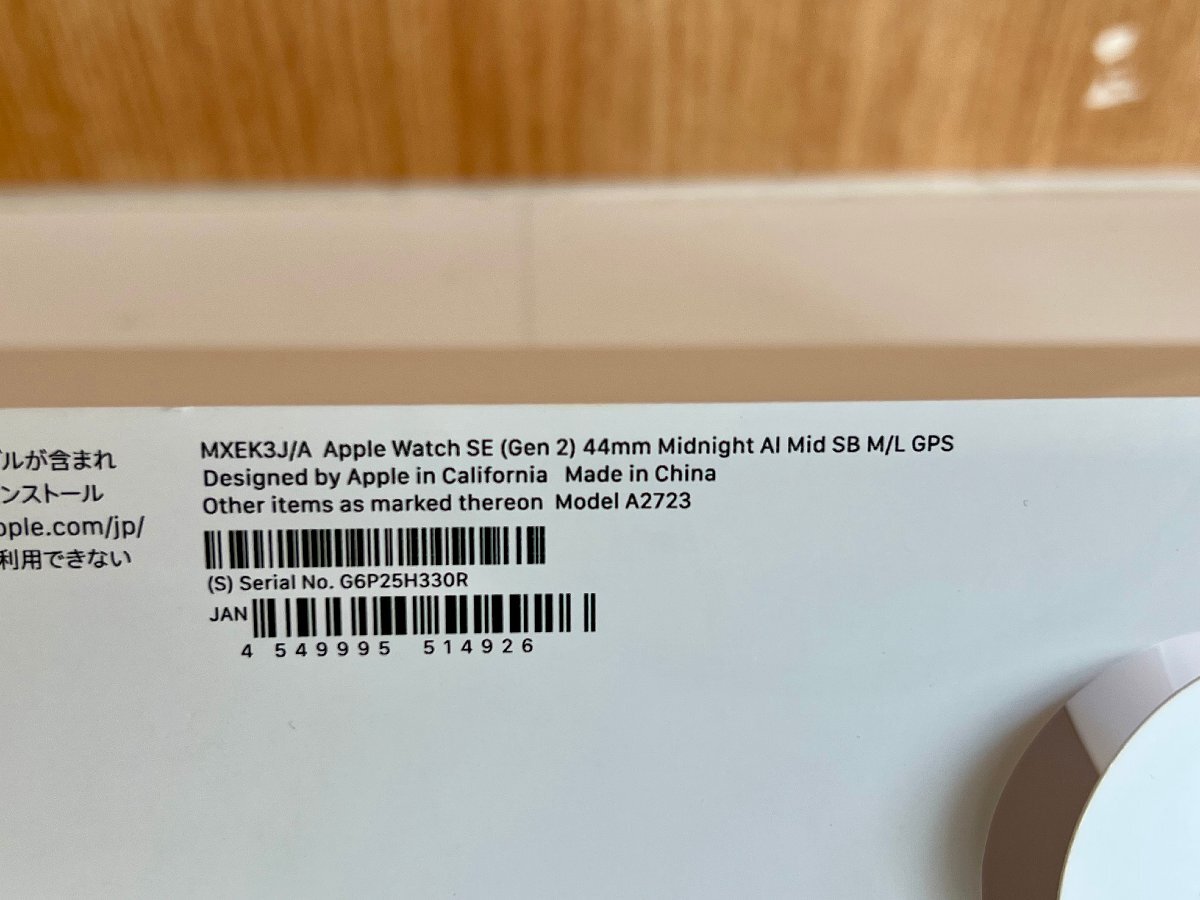 ルが含まれ
ンストール
pple.com/jp/
利用できない
MXEK3J/A Apple Watch SE (Gen 2) 44mm Midnight Al Mid SB M/L GPS
Designed by Apple in California Made in China
Other items as marked thereon Model A2723
(S) Serial No. G6P25H330R
JAN
4 549995 514926